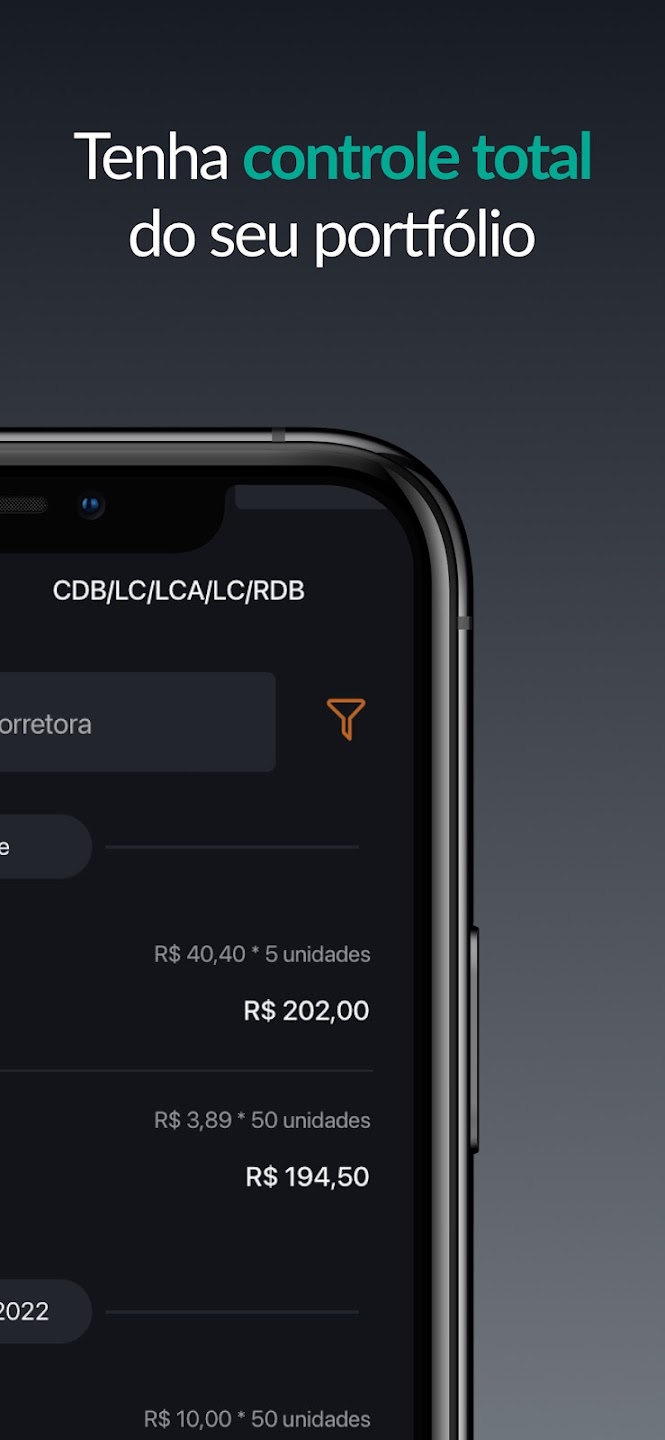 Tenha controle total
do seu portfólio
CDB/LC/LCA/LC/RDB
orretora
e
R$ 40,40 * 5 unidades
R$ 202,00
R$ 3,89 * 50 unidades
R$ 194,50
2022
R$ 10,00 * 50 unidades